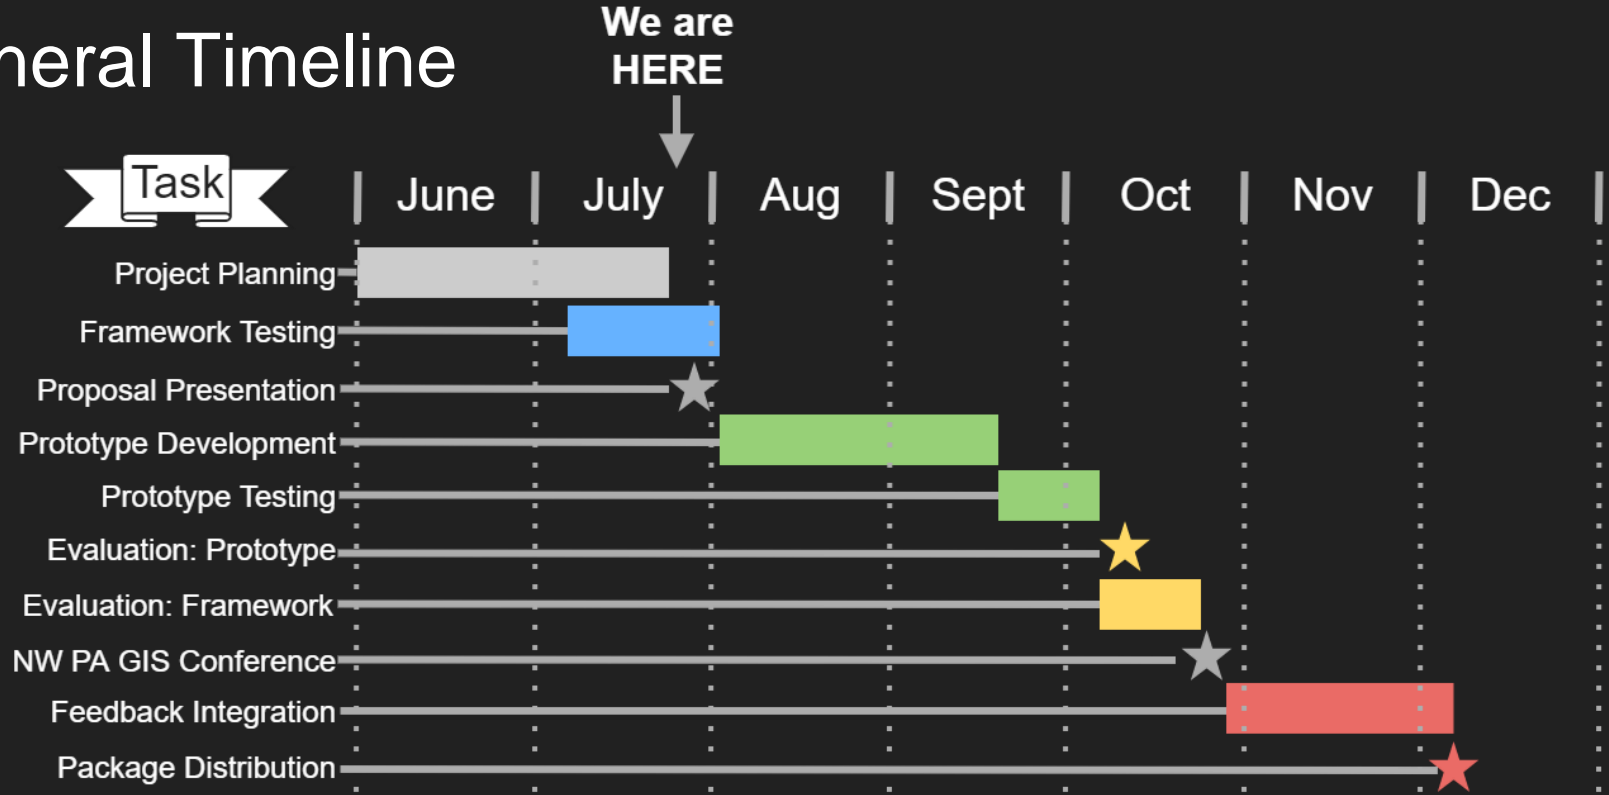 neral Timeline
We are
HERE
Task
June July Aug Sept Oct Nov Dec
Project Planning
Framework Testing
Proposal Presentation
Prototype Development
Prototype Testing
Evaluation: Prototype
Evaluation: Framework
NW PA GIS Conference
Feedback Integration
Package Distribution